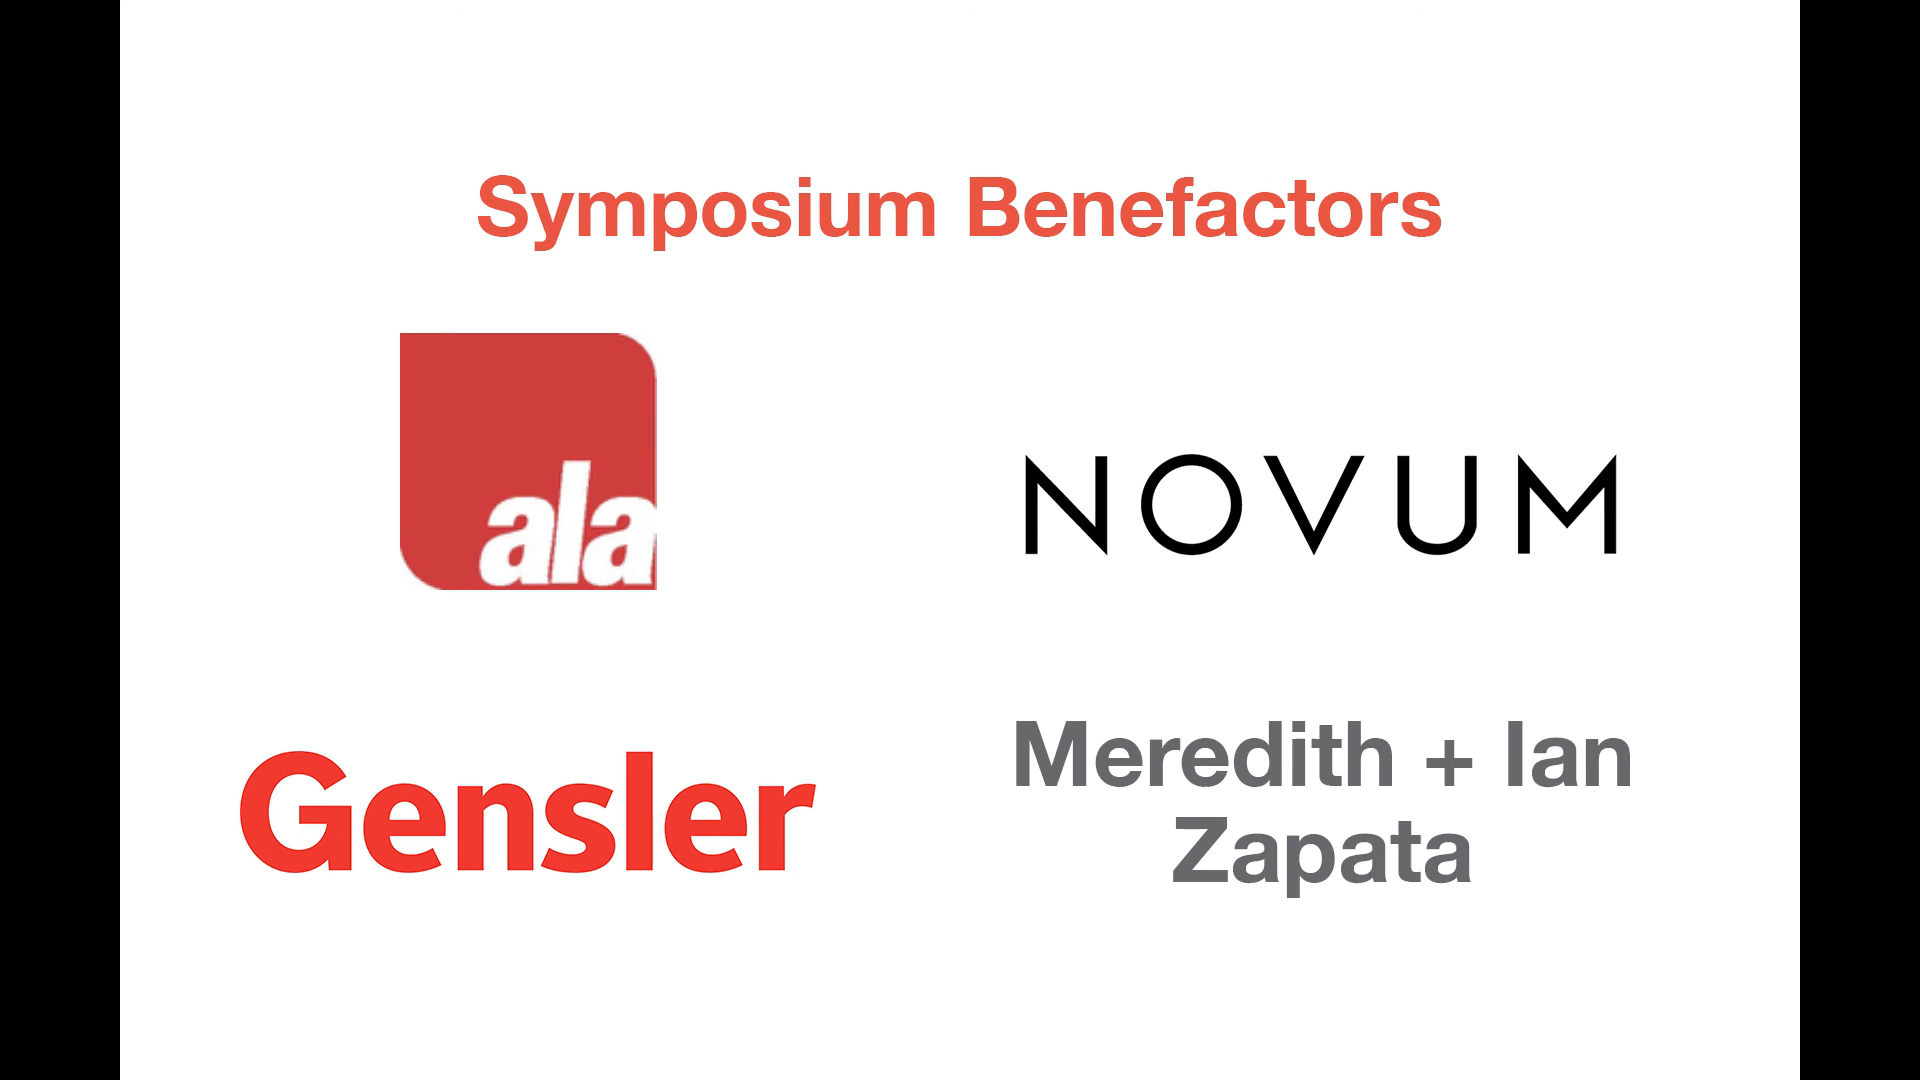 Symposium Benefactors
ala
NOVUM
Gensler
Meredith + Ian
Zapata